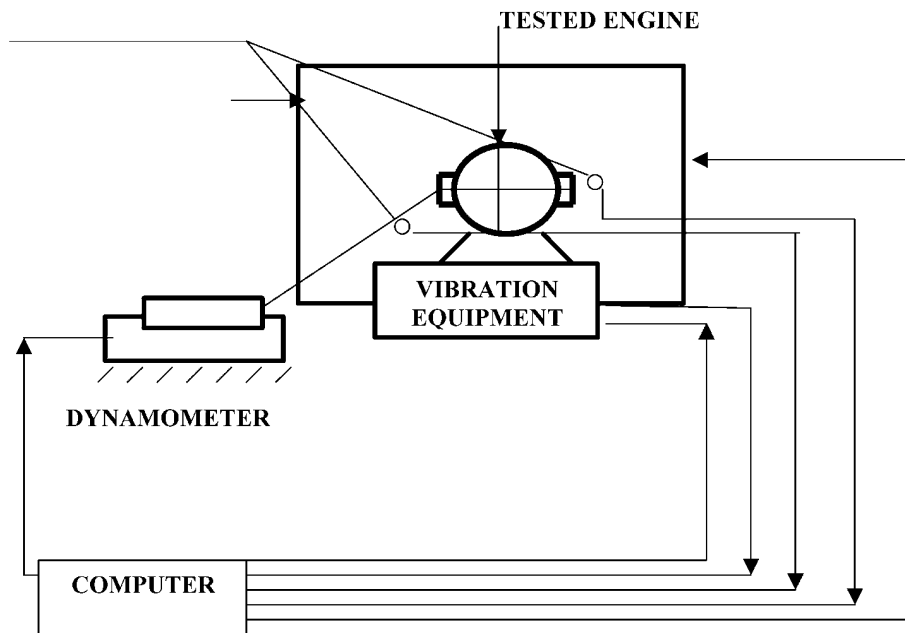 TESTED ENGINE
VIBRATION
EQUIPMENT
DYNAMOMETER
COMPUTER